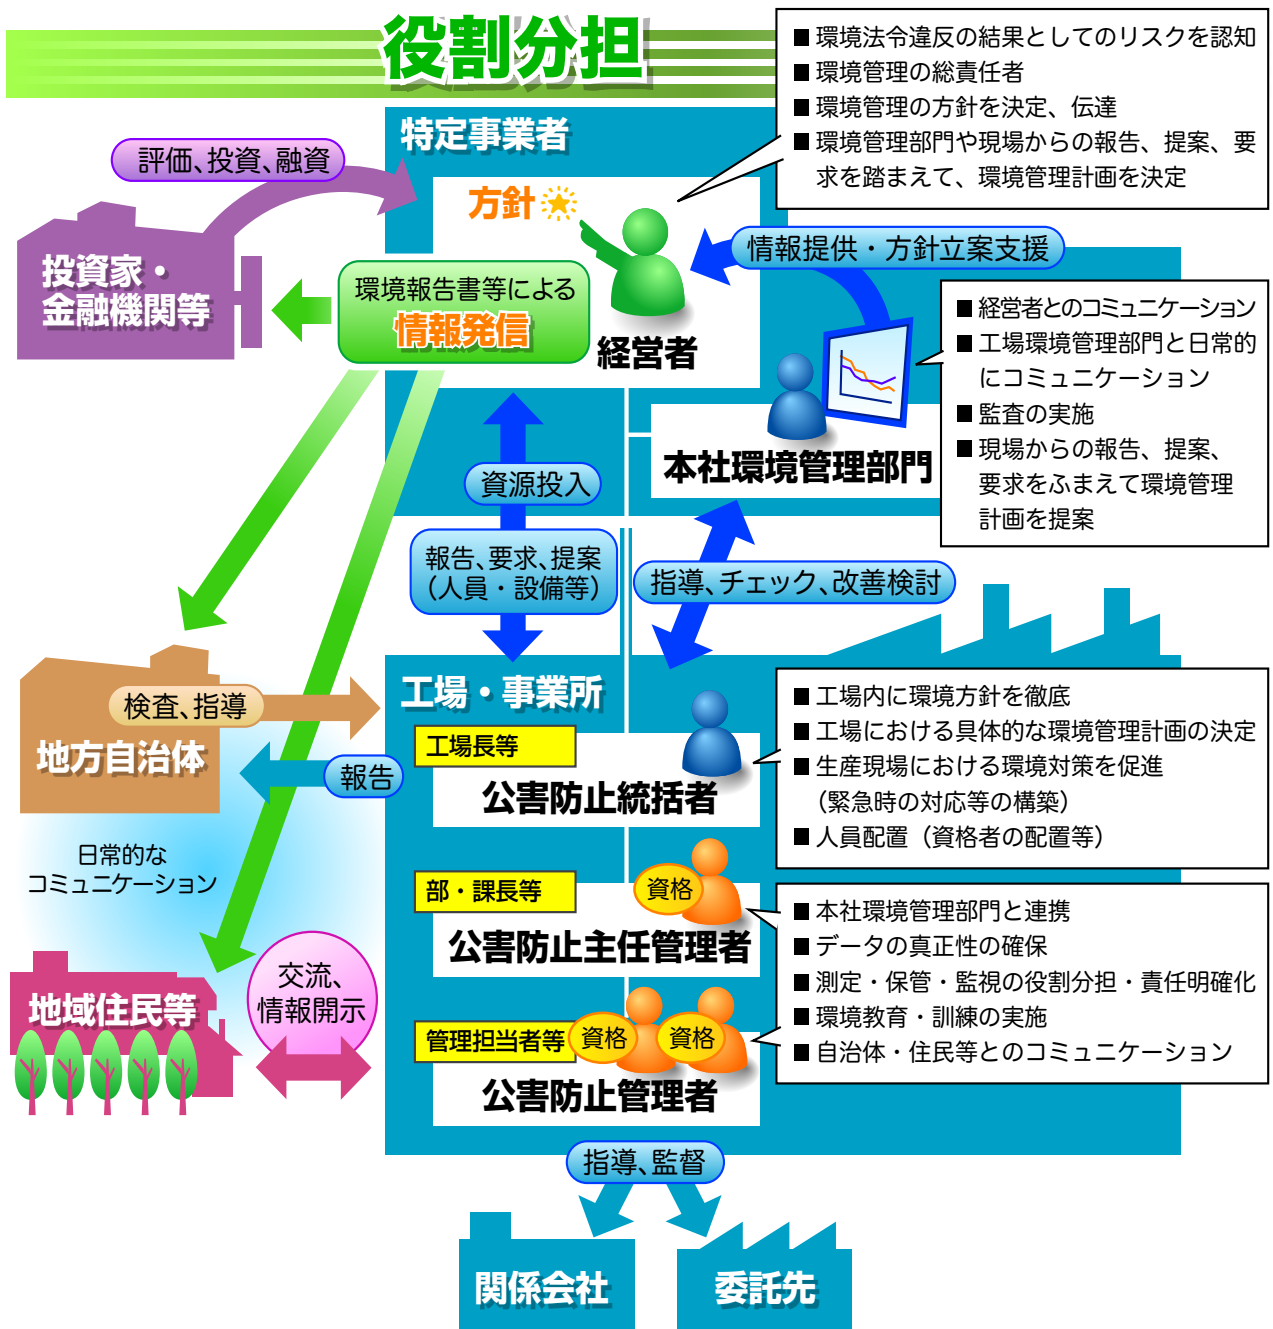 役割分担
■環境法令違反の結果としてのリスクを認知
■環境管理の総責任者
■環境管理の方針を決定、伝達
■環境管理部門や現場からの報告、提案、要
求を踏まえて、環境管理計画を決定
特定事業者
評価、投資、融資
方針
情報提供・方針立案支援
投資家・
金融機関等
環境報告書等による
情報発信
経営者
■経営者とのコミュニケーション
■工場環境管理部門と日常的
にコミュニケーション
■監査の実施
■現場からの報告、提案、
要求をふまえて環境管理
計画を提案
本社環境管理部門
資源投入
報告、要求、提案
（人員・設備等）
指導、チェック、改善検討
工場・事業所
検査、指導
地方自治体
報告
工場長等
公害防止統括者
■工場内に環境方針を徹底
■工場における具体的な環境管理計画の決定
■生産現場における環境対策を促進
（緊急時の対応等の構築）
■人員配置（資格者の配置等）
日常的な
コミュニケーション
部・課長等
資格
公害防止主任管理者
■本社環境管理部門と連携
■データの真正性の確保
■測定・保管・監視の役割分担・責任明確化
■環境教育・訓練の実施
■自治体・住民等とのコミュニケーション
交流、
情報開示
地域住民等
管理担当者等
資格
資格
公害防止管理者
指導、監督
関係会社
委託先